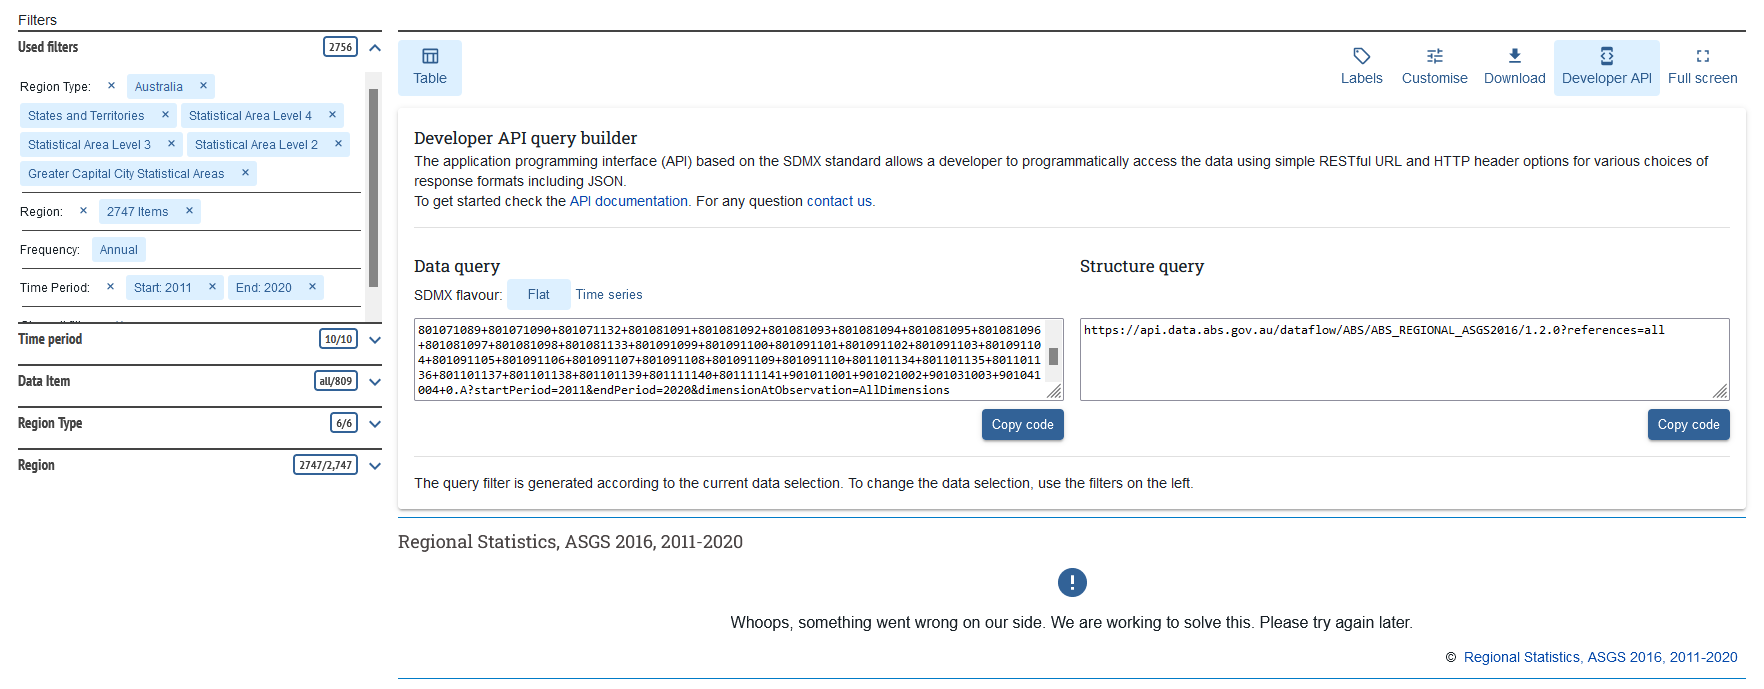 Filters
Used filters 2756
Region Type: × Australia ×
States and Territories × Statistical Area Level 4 ×
Statistical Area Level 3 × Statistical Area Level 2 ×
Greater Capital City Statistical Areas ×
Region: × 2747 Items ×
Frequency: Annual
Time Period: × Start: 2011 × End: 2020 ×
Time period 10/10
Data Item all/809
Region Type 6/6
Region 2747/2,747
Table
Labels Customise Download Developer API Full screen
Developer API query builder
The application programming interface (API) based on the SDMX standard allows a developer to programmatically access the data using simple RESTful URL and HTTP header options for various choices of
response formats including JSON.
To get started check the API documentation. For any question contact us.
Data query
SDMX flavour: Flat Time series
801071089+801071090+801071132+801081091+801081092+801081093+801081094+801081095+801081096
+801081097+801081098+801081133+801091099+801091100+801091101+801091102+801091103+80109110
4+801091105+801091106+801091107+801091108+801091109+801091110+801101134+801101135+8011011
36+801101137+801101138+801101139+801111140+801111141+901011001+901021002+901031003+901041
004+0.A?startPeriod=2011&endPeriod=2020&dimensionAtObservation=AllDimensions
Copy code
Structure query
https://api.data.abs.gov.au/dataflow/ABS/ABS_REGIONAL_ASGS2016/1.2.0?references=all
Copy code
The query filter is generated according to the current data selection. To change the data selection, use the filters on the left.
Regional Statistics, ASGS 2016, 2011-2020
Whoops, something went wrong on our side. We are working to solve this. Please try again later.
© Regional Statistics, ASGS 2016, 2011-2020